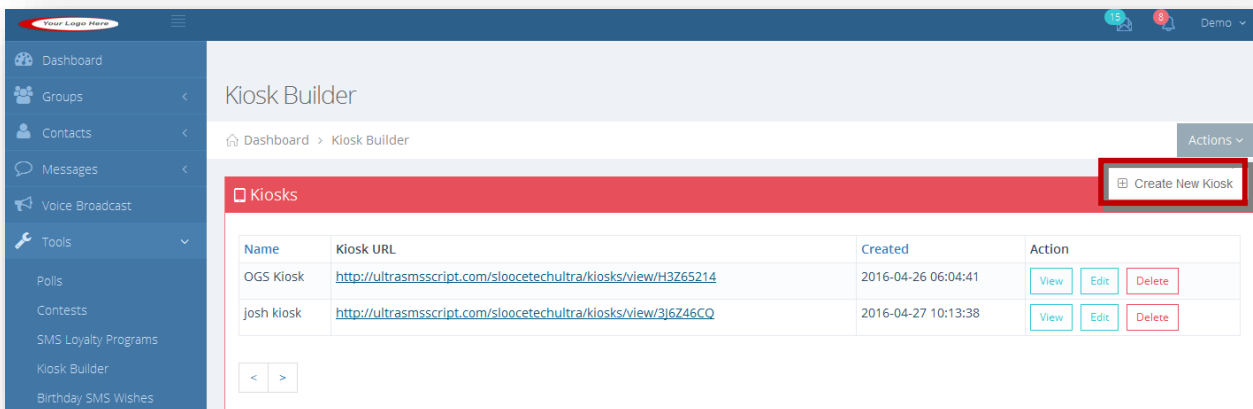 Your Logo Here
15
8
Demo
Dashboard
Groups
Contacts
Messages
Voice Broadcast
Tools
Polls
Contests
SMS Loyalty Programs
Kiosk Builder
Birthday SMS Wishes
Kiosk Builder
Dashboard > Kiosk Builder
Actions
Create New Kiosk
Kiosks
Name Kiosk URL Created Action
OGS Kiosk http://ultrasmsscript.com/sloocetechultra/kiosks/view/H3Z65214 2016-04-26 06:04:41 View Edit Delete
josh kiosk http://ultrasmsscript.com/sloocetechultra/kiosks/view/3J6Z46CQ 2016-04-27 10:13:38 View Edit Delete
< >